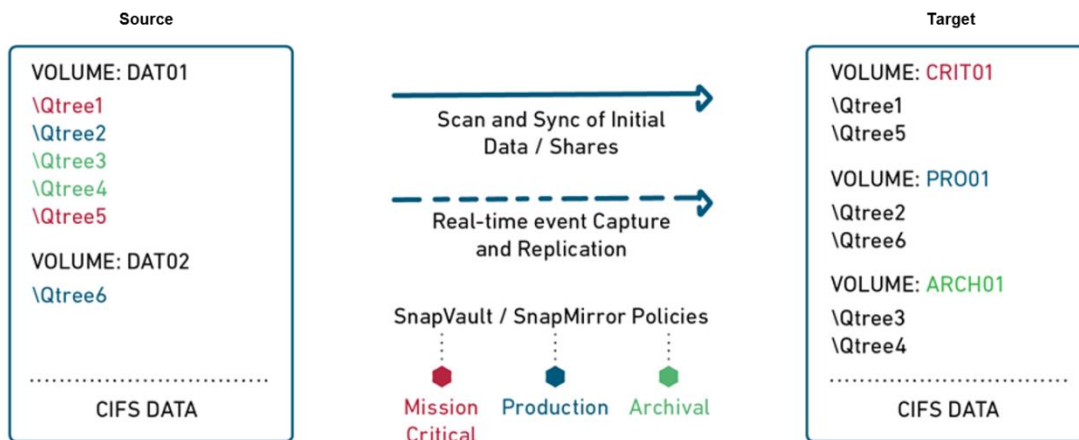 Source
VOLUME: DAT01
\Qtree1
\Qtree2
\Qtree3
\Qtree4
\Qtree5
VOLUME: DAT02
\Qtree6
CIFS DATA
Scan and Sync of Initial
Data / Shares
Real-time event Capture
and Replication
SnapVault / SnapMirror Policies
Mission
Critical
Production
Archival
Target
VOLUME: CRIT01
\Qtree1
\Qtree5
VOLUME: PRO01
\Qtree2
\Qtree6
VOLUME: ARCH01
\Qtree3
\Qtree4
CIFS DATA